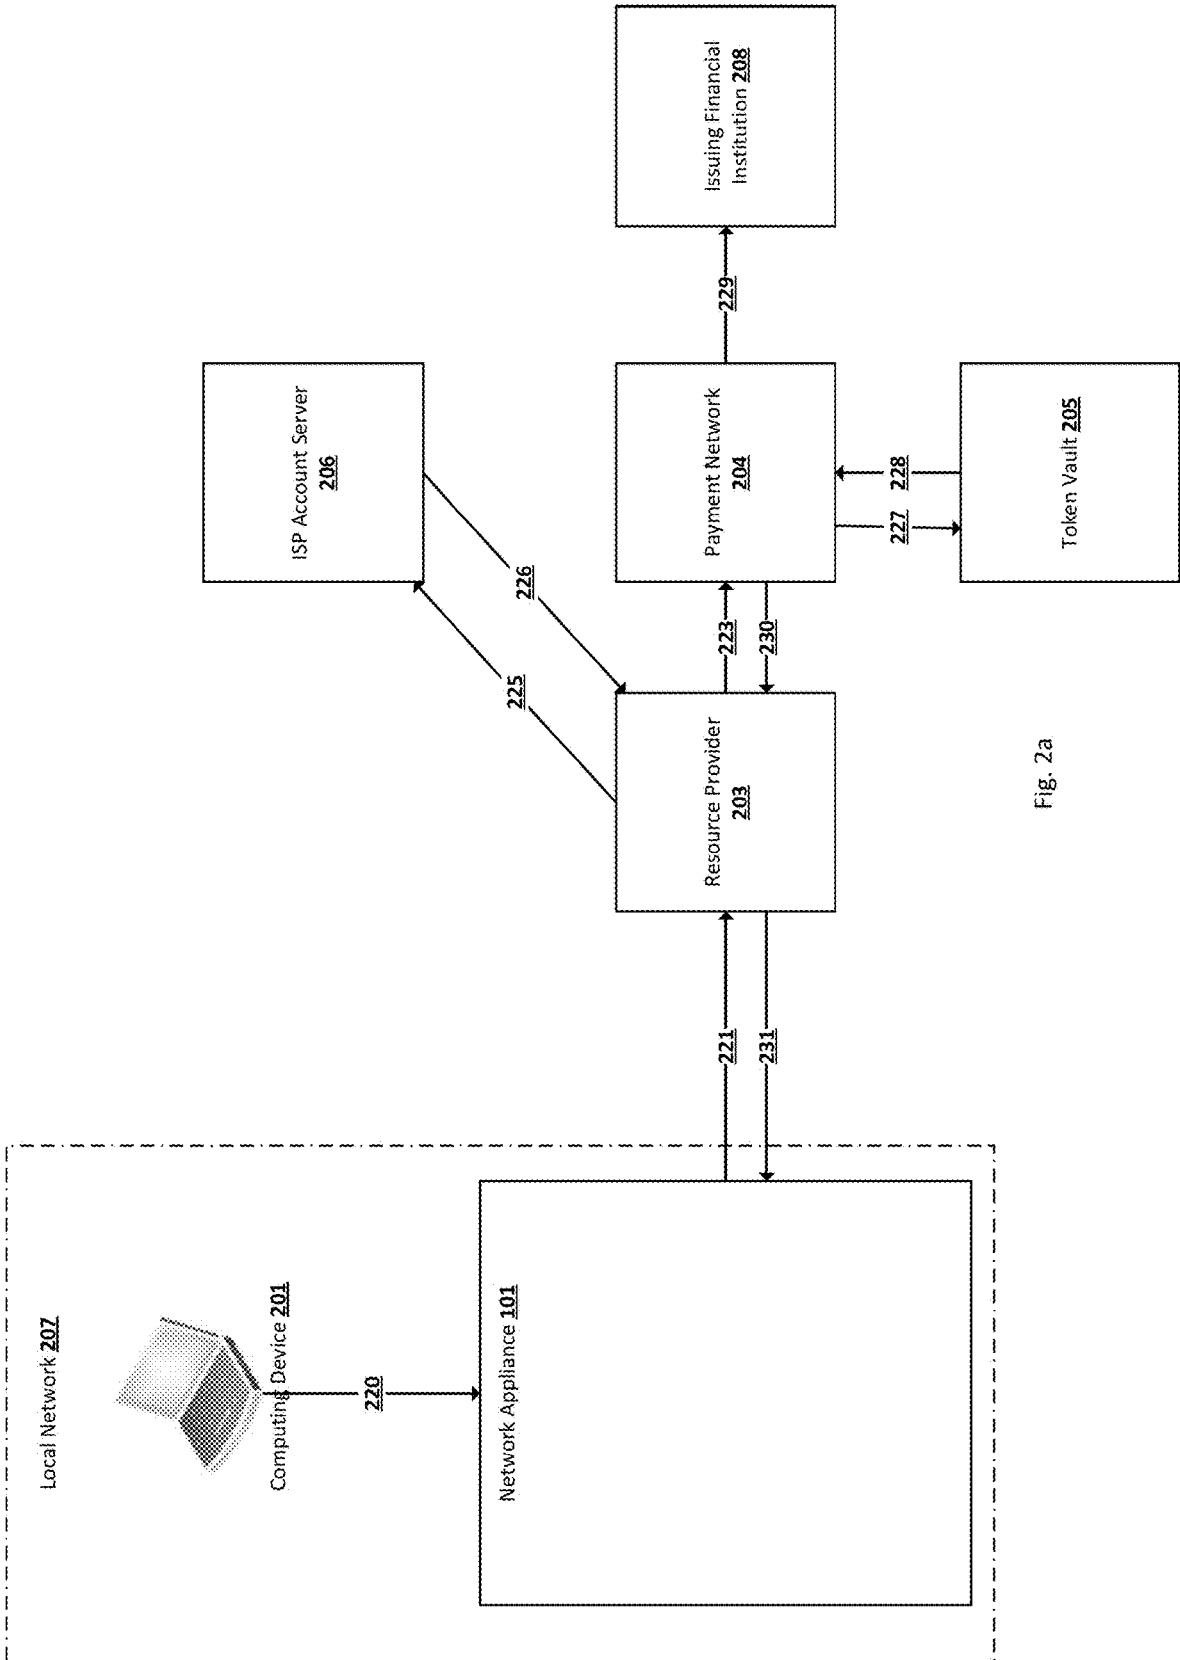 Local Network 207
Computing Device 201
220
Network Appliance 101
221
231
Resource Provider
203
225
226
ISP Account Server
206
223
230
Payment Network
204
227
228
Token Vault 205
229
Issuing Financial
Institution 208
Fig. 2a